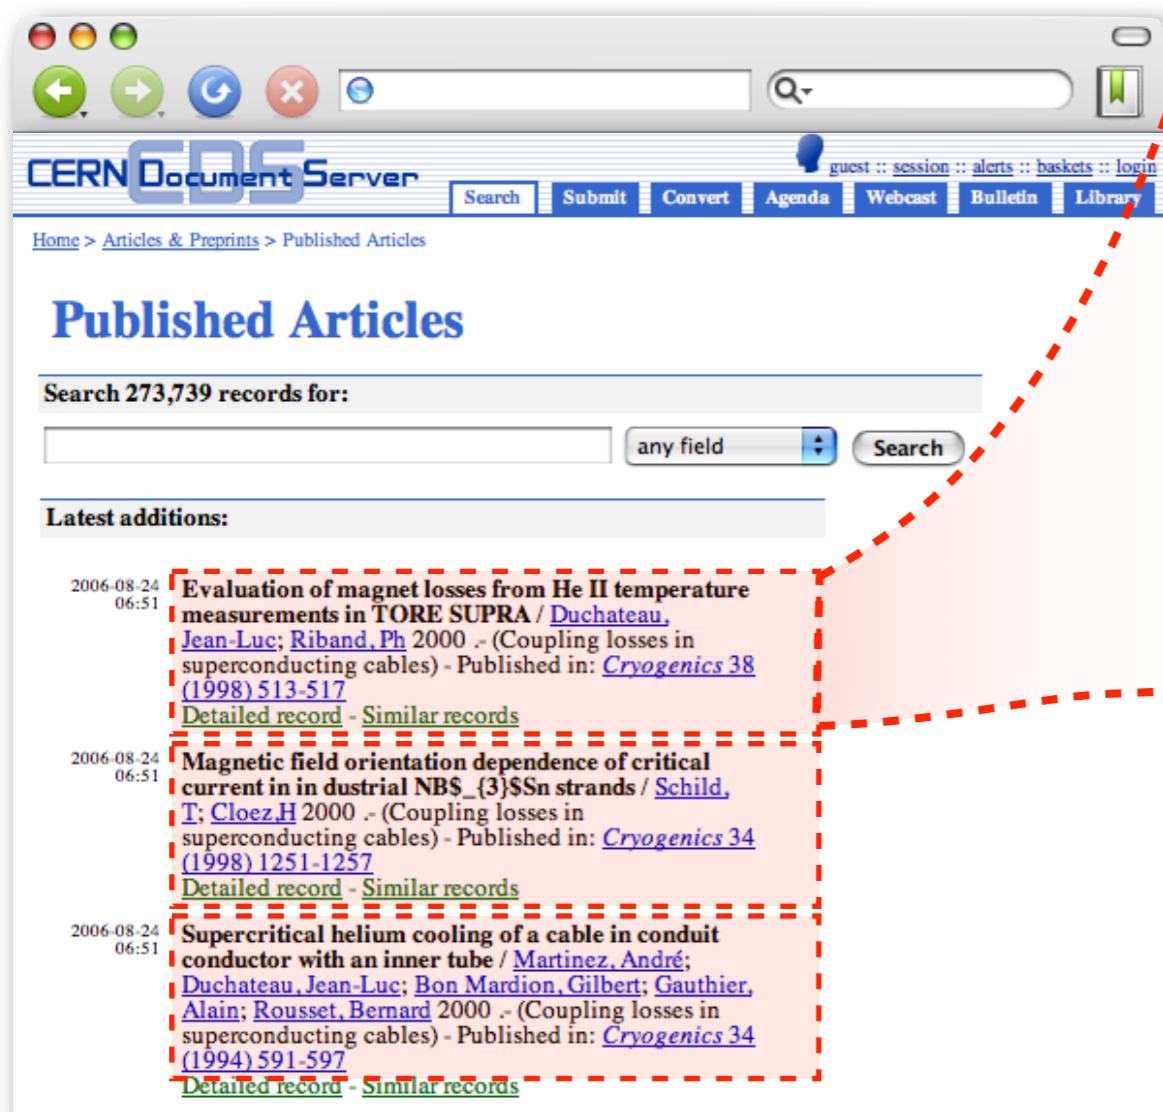 CERN Document Server
CDS
guest :: session :: alerts :: baskets :: login
Search Submit Convert Agenda Webcast Bulletin Library
Home > Articles & Preprints > Published Articles
Published Articles
Search 273,739 records for:
any field Search
Latest additions:
2006-08-24
06:51
Evaluation of magnet losses from He II temperature
measurements in TORE SUPRA / Duchateau,
Jean-Luc; Riband, Ph 2000 .- (Coupling losses in
superconducting cables) - Published in: Cryogenics 38
(1998) 513-517
Detailed record - Similar records
2006-08-24
06:51
Magnetic field orientation dependence of critical
current in in dustrial NB$_{3}$Sn strands / Schild,
T; Cloez,H 2000 .- (Coupling losses in
superconducting cables) - Published in: Cryogenics 34
(1998) 1251-1257
Detailed record - Similar records
2006-08-24
06:51
Supercritical helium cooling of a cable in conduit
conductor with an inner tube / Martinez, André;
Duchateau, Jean-Luc; Bon Mardion, Gilbert; Gauthier,
Alain; Rousset, Bernard 2000 .- (Coupling losses in
superconducting cables) - Published in: Cryogenics 34
(1994) 591-597
Detailed record - Similar records